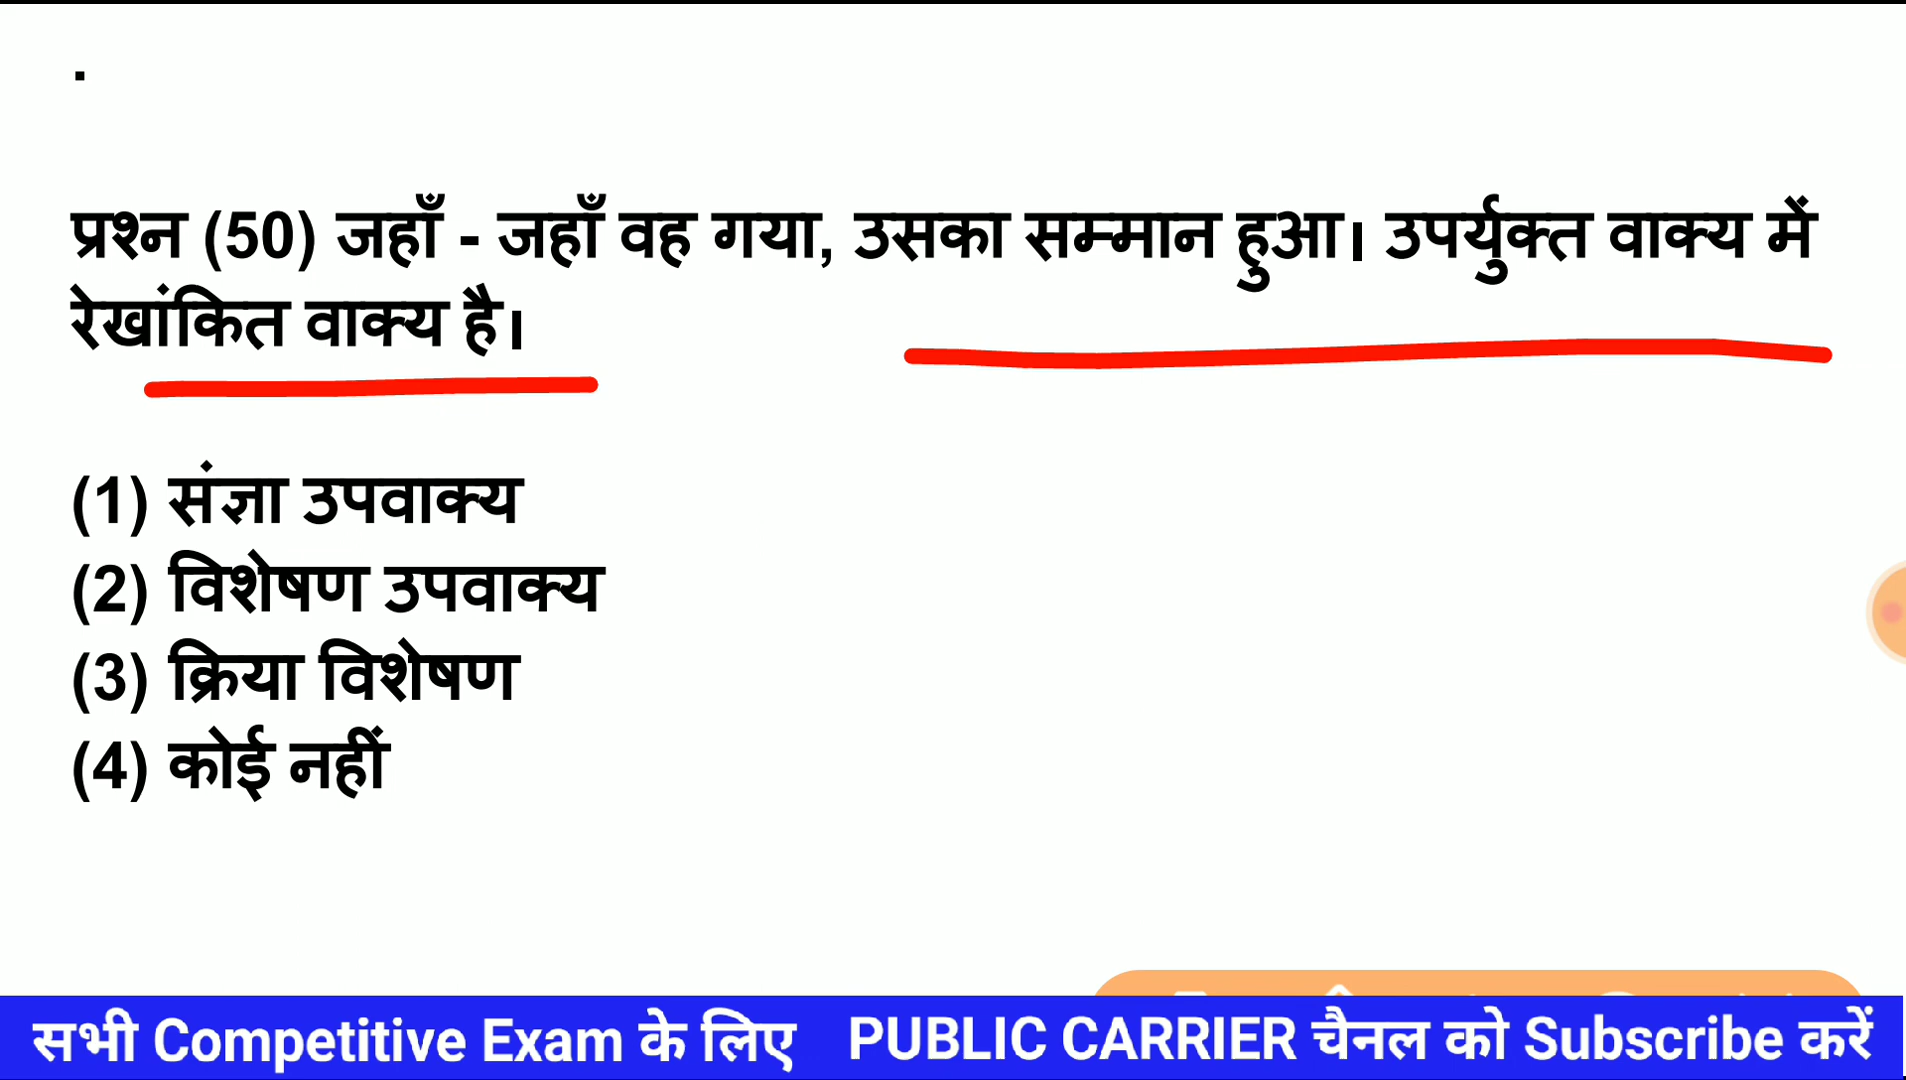 प्रश्न (50) जहाँ - जहाँ वह गया, उसका सम्मान हुआ। उपर्युक्त वाक्य में
रेखांकित वाक्य है।
(1) संज्ञा उपवाक्य
(2) विशेषण उपवाक्य
(3) क्रिया विशेषण
(4) कोई नहीं
सभी Competitive Exam के लिए PUBLIC CARRIER चैनल को Subscribe करें